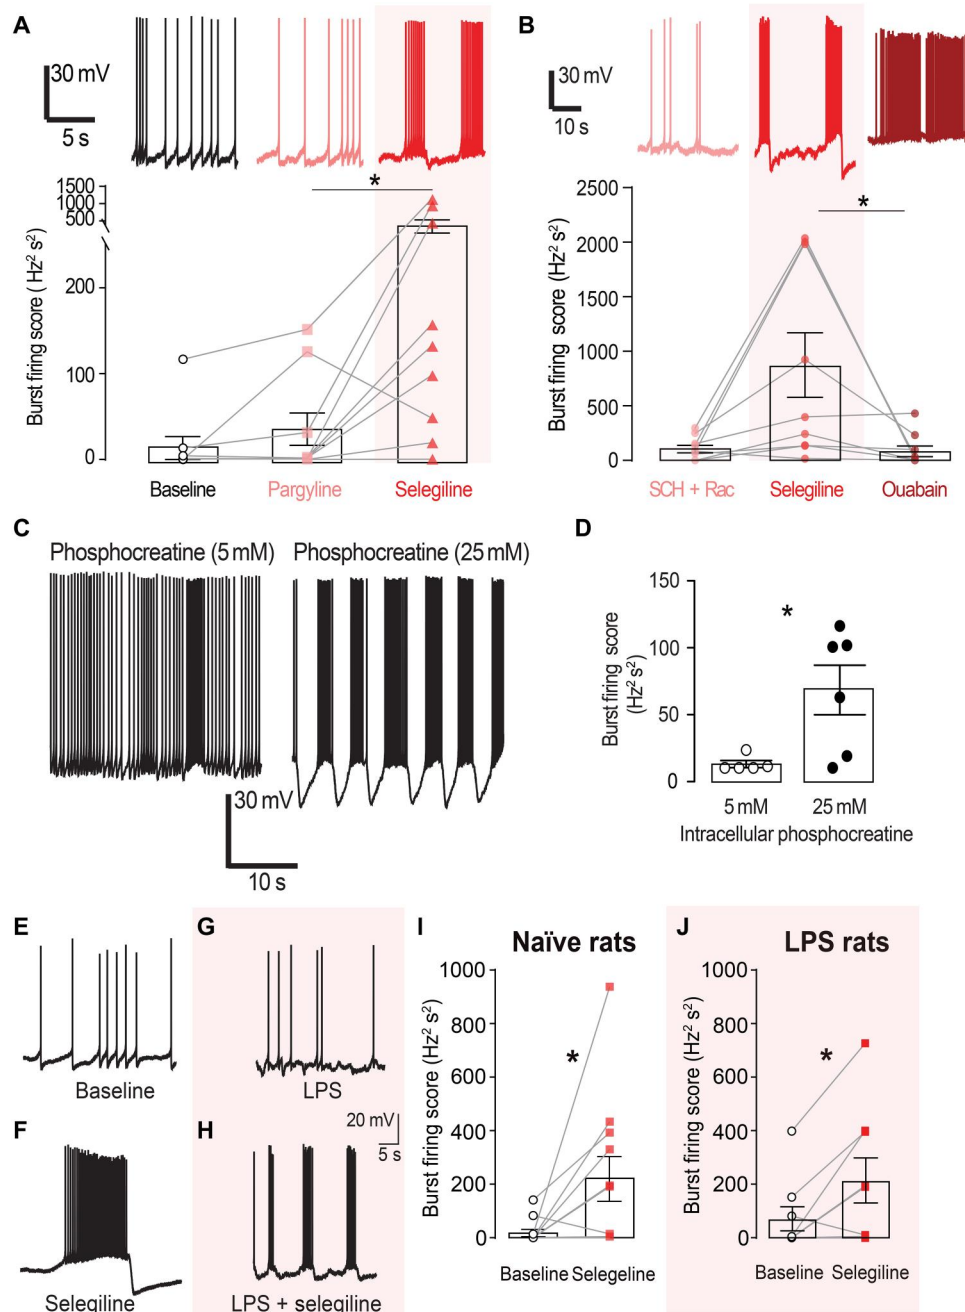 A
30 mV
5 s
*
1500
1000
500
200
100
0
Burst firing score ( Hz² s²)
Baseline
Pargyline
Selegiline
B
30 mV
10 s
*
2500
2000
1500
1000
500
0
Burst firing score (Hz² s²)
SCH + Rac
Selegiline
Ouabain
C
Phosphocreatine (5 mM)
Phosphocreatine (25 mM)
30 mV
10 s
D
150
100
50
0
*
Burst firing score
(Hz² s²)
5 mM
25 mM
Intracellular phosphocreatine
E
Baseline
F
Selegiline
G
LPS
H
20 mV
5 s
LPS + selegiline
I
Naïve rats
1000
800
600
400
200
0
*
Burst firing score (Hz² s²)
Baseline
Selegeline
J
LPS rats
1000
800
600
400
200
0
*
Burst firing score (Hz² s²)
Baseline
Selegiline